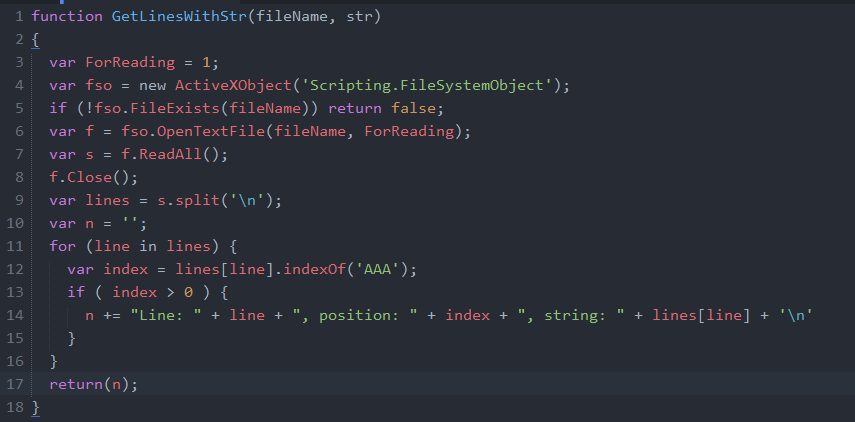 1 function GetLinesWithStr(fileName, str)
2 {
3 var ForReading = 1;
4 var fso = new ActiveXObject('Scripting.FileSystemObject');
5 if (!fso.FileExists(fileName)) return false;
6 var f = fso.OpenTextFile(fileName, ForReading);
7 var s = f.ReadAll();
8 f.Close();
9 var lines = s.split('\n');
10 var n = '';
11 for (line in lines) {
12 var index = lines[line].indexOf('AAA');
13 if ( index > 0 ) {
14 n += "Line: " + line + ", position: " + index + ", string: " + lines[line] + '\n'
15 }
16 }
17 return(n);
18 }